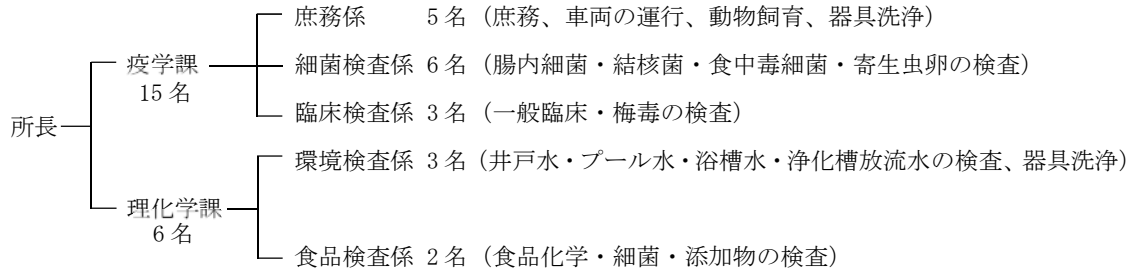 庶務係 5名（庶務、車両の運行、動物飼育、器具洗浄）
疫学課 細菌検査係 6名（腸内細菌・結核菌・食中毒細菌・寄生虫卵の検査）
15名
臨床検査係 3名（一般臨床・梅毒の検査）
所長
環境検査係 3名（井戸水・プール水・浴槽水・浄化槽放流水の検査、器具洗浄）
理化学課
6名
食品検査係 2名（食品化学・細菌・添加物の検査）